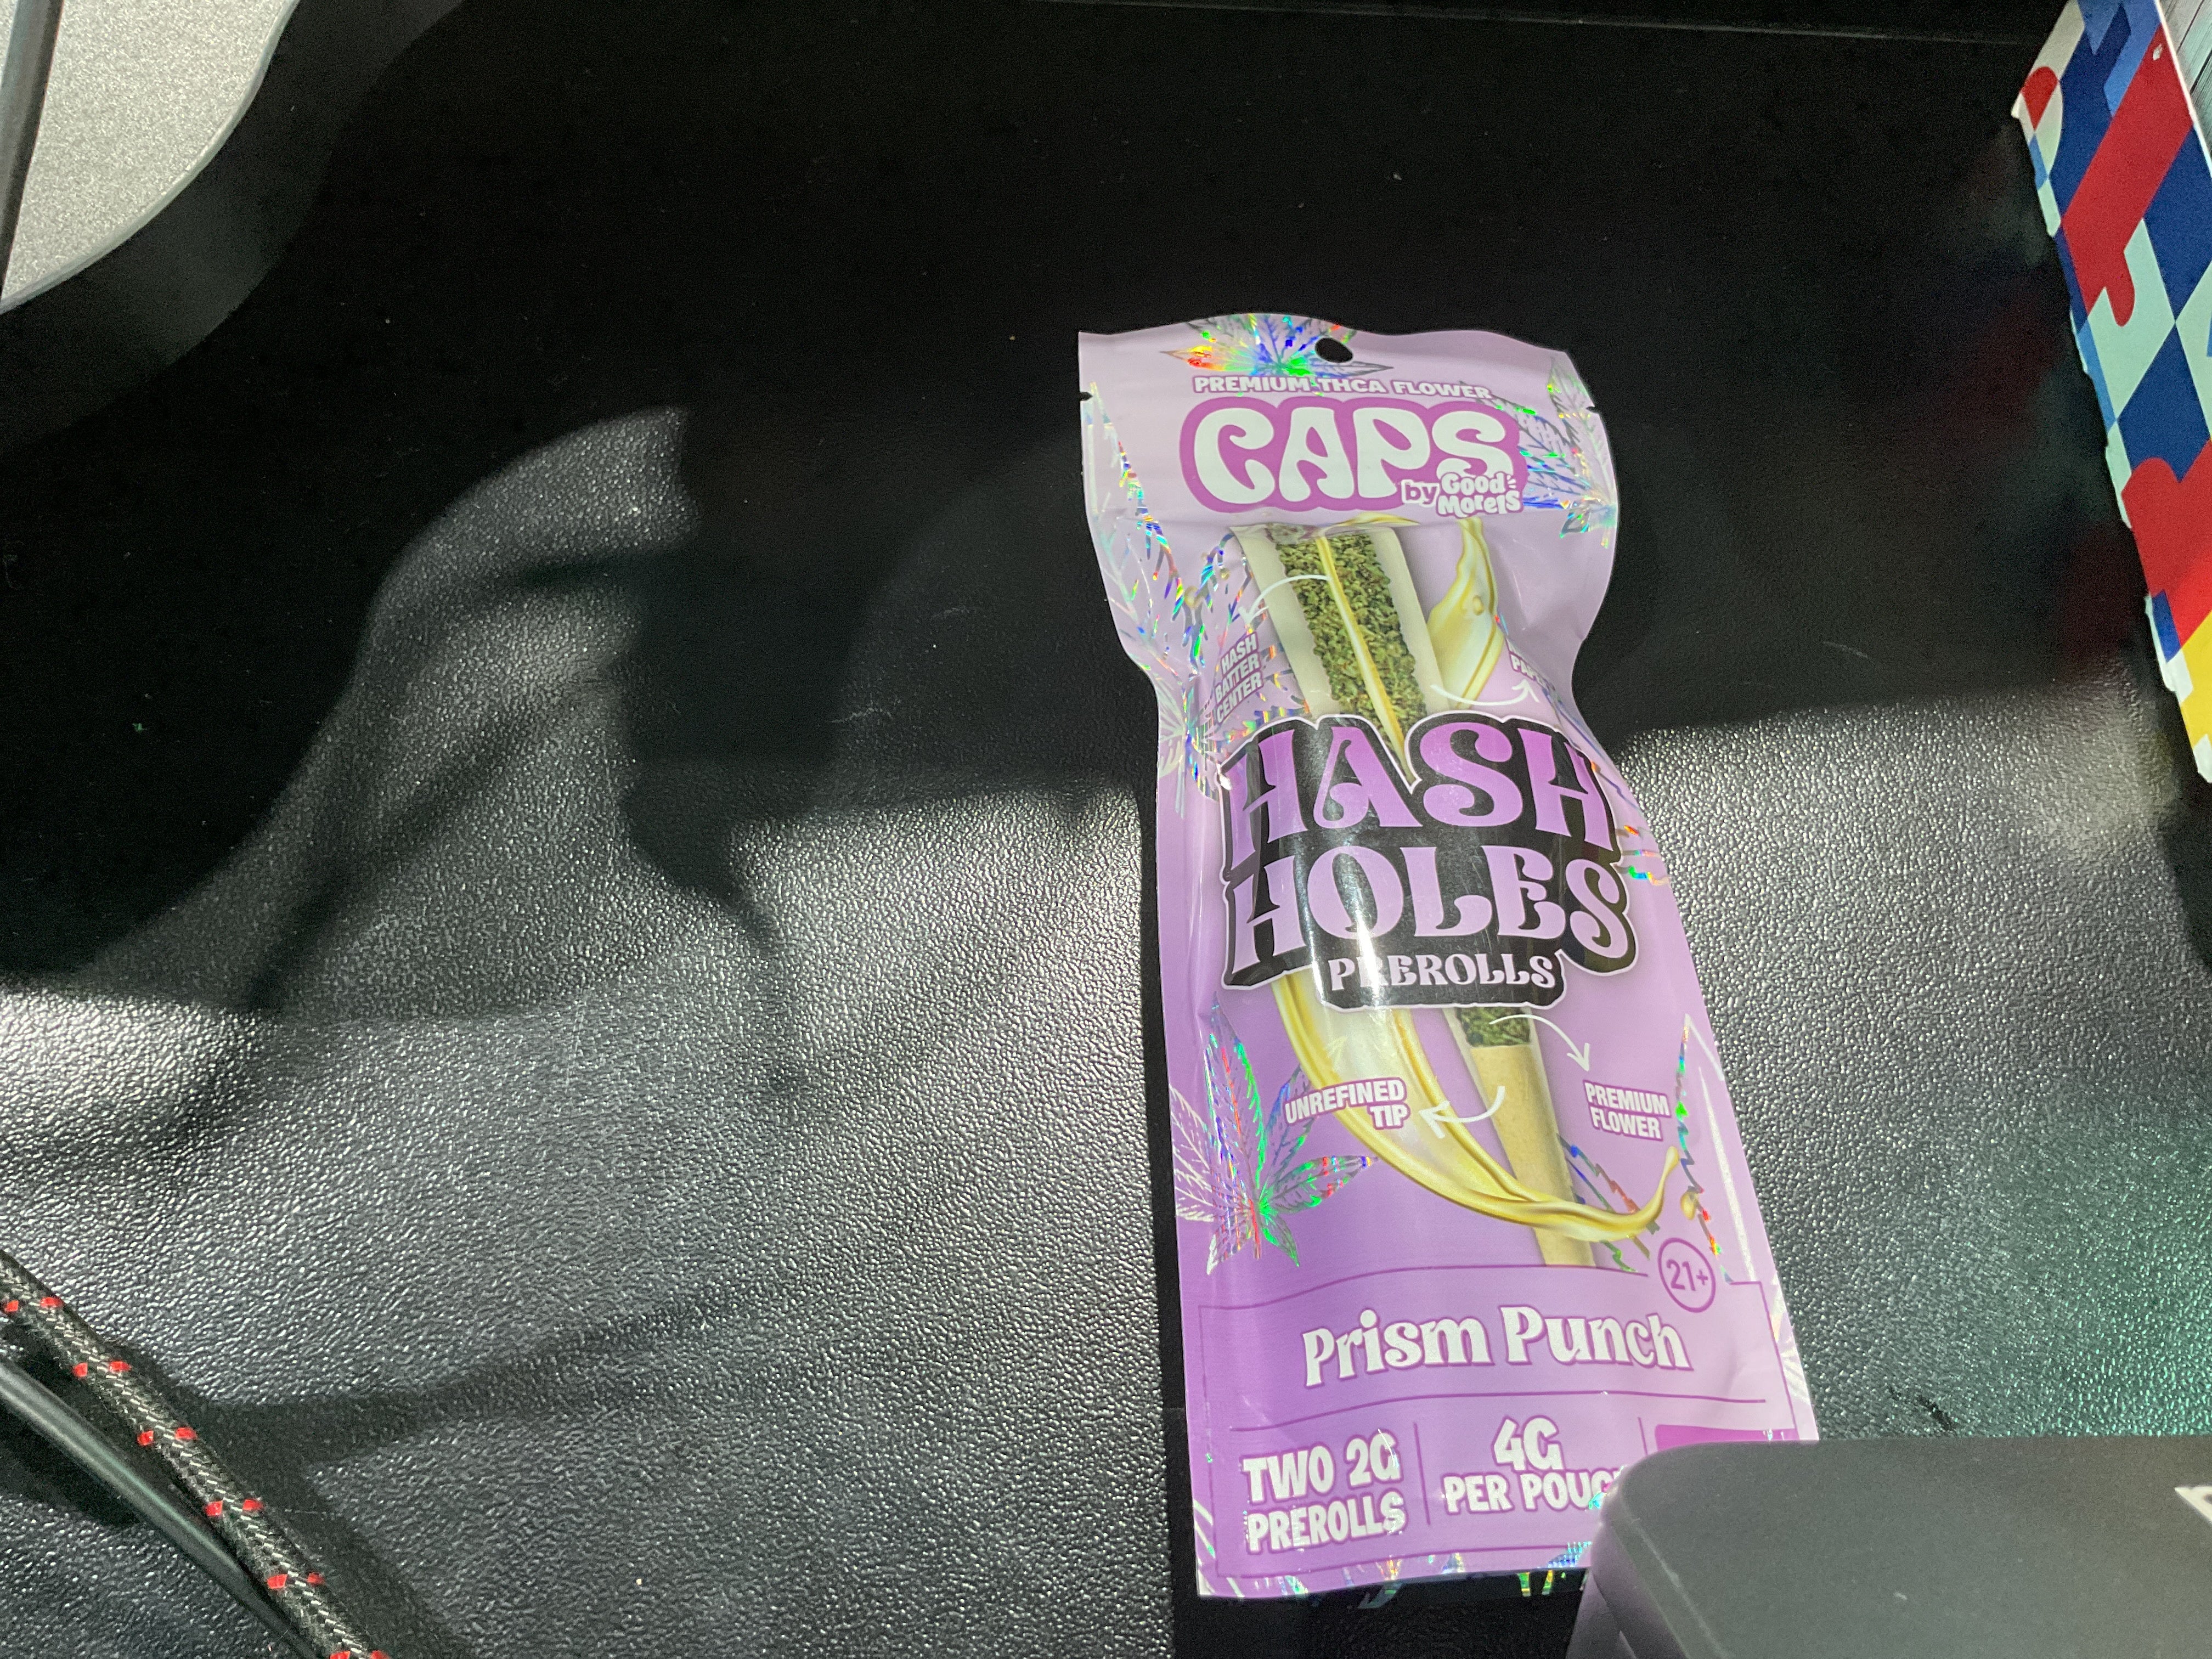 PREMIUM THCA FLOWER
CAPS
by Good Morels
HASH
BATTER
CENTER
HASH
HOLES
PREROLLS
UNREFINED
TIP
PREMIUM
FLOWER
21+
Prism Punch
TWO 2G
PREROLLS
4G
PER